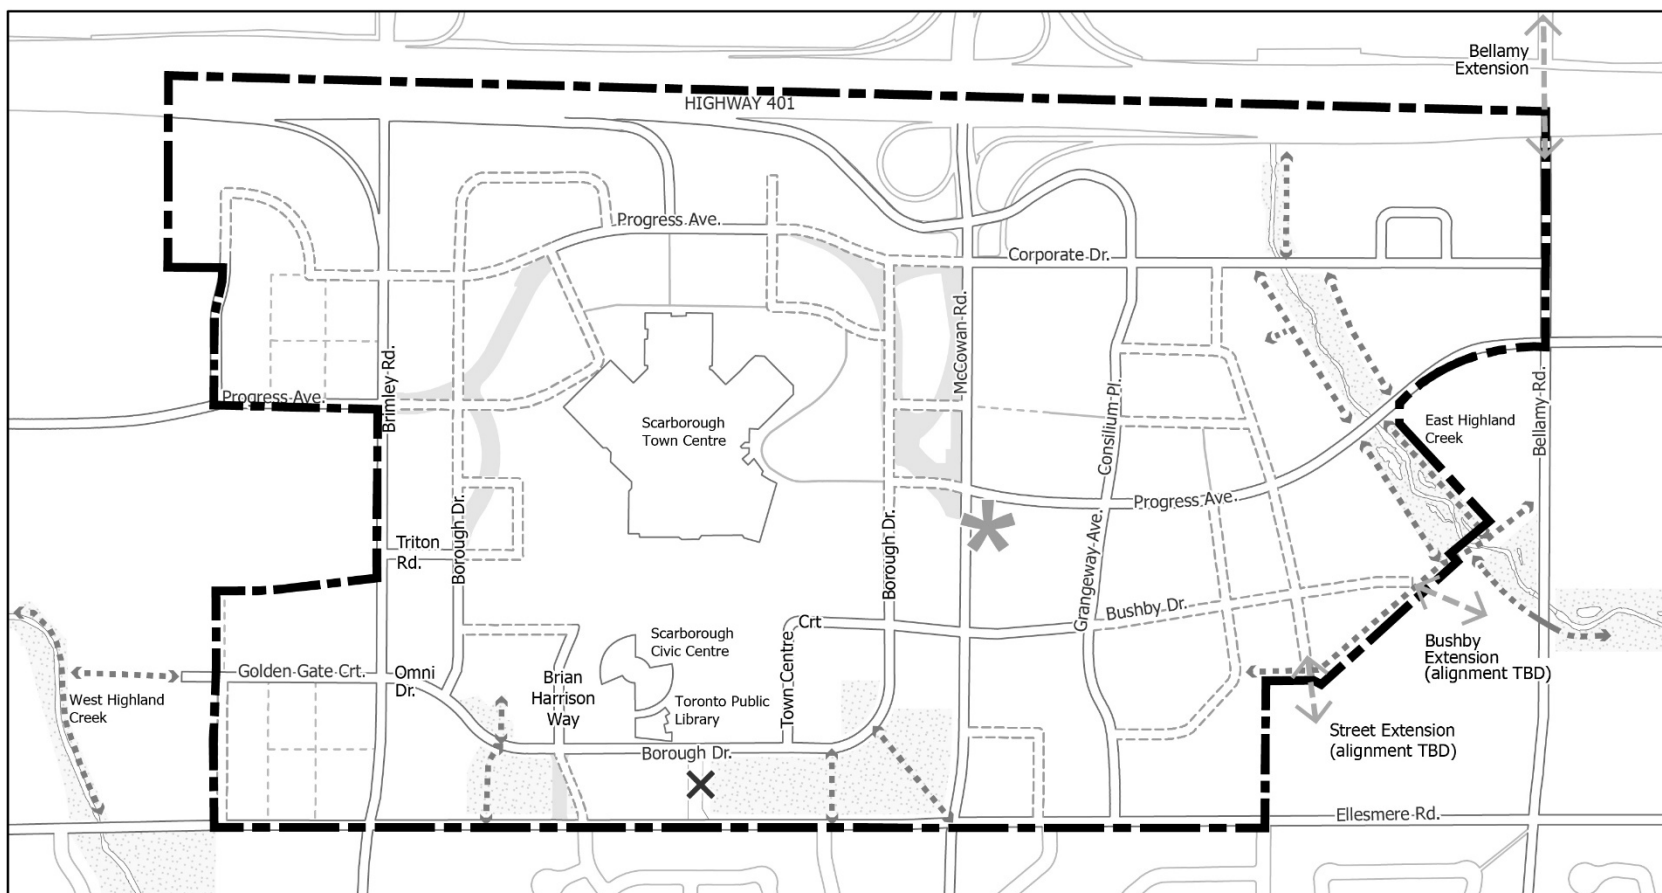 Bellamy
Extension
HIGHWAY 401
Progress Ave.
Corporate Dr.
McCowan Rd.
Brimley Rd.
Progress Ave.
Scarborough
Town Centre
Consilium Pl.
East Highland
Creek
Bellamy Rd.
Progress Ave.
Triton
Rd.
Borough Dr.
Borough Dr.
Grangeway Ave.
Bushby Dr.
Crt
Town Centre
Scarborough
Civic Centre
Golden Gate Crt.
Omni
Dr.
Brian
Harrison
Way
Toronto Public
Library
West Highland
Creek
Bushby
Extension
(alignment TBD)
Street Extension
(alignment TBD)
Borough Dr.
Ellesmere Rd.